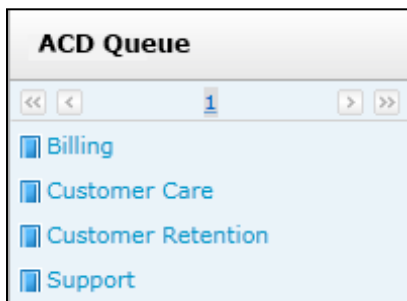 ACD Queue
1
Billing
Customer Care
Customer Retention
Support